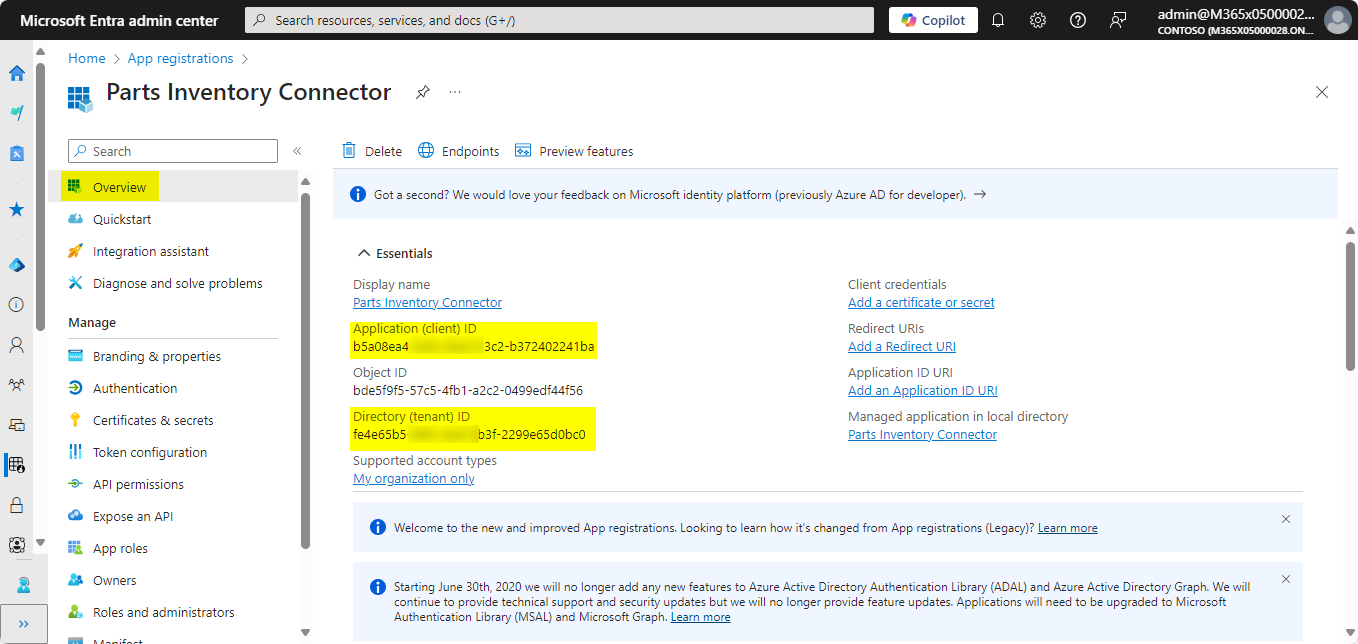 Microsoft Entra admin center
Search resources, services, and docs (G+/)
Copilot
admin@M365x0500002...
CONTOSO (M365X05000028.ON...
Home > App registrations >
Parts Inventory Connector
...
Search
«
Overview
Quickstart
Integration assistant
Diagnose and solve problems
Manage
Branding & properties
Authentication
Certificates & secrets
Token configuration
API permissions
Expose an API
App roles
Owners
Roles and administrators
Manifest
Delete
Endpoints
Preview features
Got a second? We would love your feedback on Microsoft identity platform (previously Azure AD for developer). →
Essentials
Display name
Parts Inventory Connector
Application (client) ID
b5a08ea4 3c2-b372402241ba
Object ID
bde5f9f5-57c5-4fb1-a2c2-0499edf44f56
Directory (tenant) ID
fe4e65b5- b3f-2299e65d0bc0
Supported account types
My organization only
Client credentials
Add a certificate or secret
Redirect URIs
Add a Redirect URI
Application ID URI
Add an Application ID URI
Managed application in local directory
Parts Inventory Connector
Welcome to the new and improved App registrations. Looking to learn how it's changed from App registrations (Legacy)? Learn more
Starting June 30th, 2020 we will no longer add any new features to Azure Active Directory Authentication Library (ADAL) and Azure Active Directory Graph. We will
continue to provide technical support and security updates but we will no longer provide feature updates. Applications will need to be upgraded to Microsoft
Authentication Library (MSAL) and Microsoft Graph. Learn more